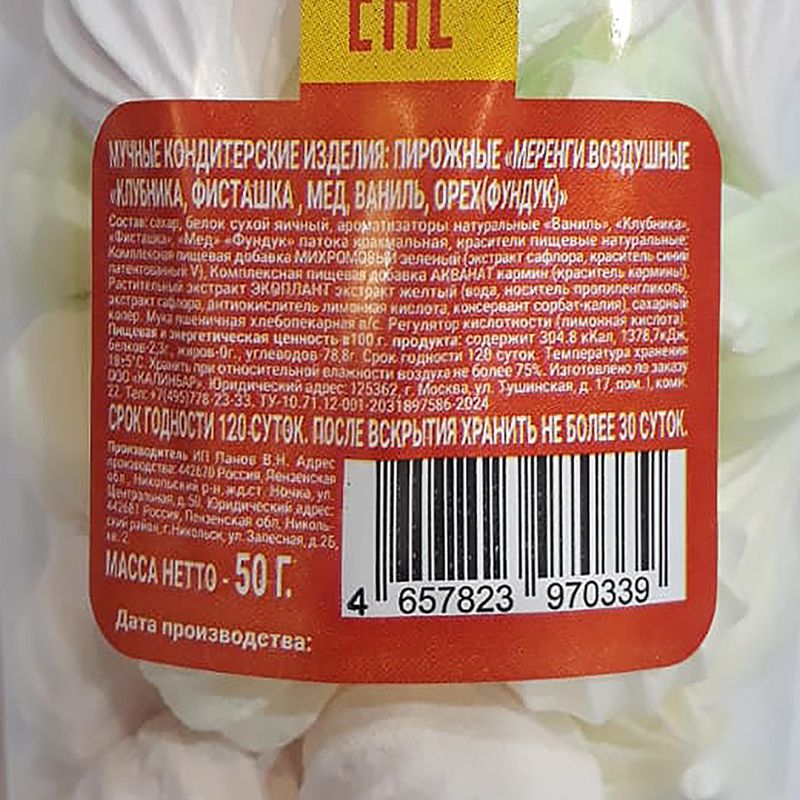 ЕАС
МУЧНЫЕ КОНДИТЕРСКИЕ ИЗДЕЛИЯ: ПИРОЖНЫЕ «МЕРЕНГИ ВОЗДУШНЫЕ
«КЛУБНИКА, ФИСТАШКА , МЕД, ВАНИЛЬ, ОРЕХ(ФУНДУК)»
Состав: сахар, белок сухой яичный, ароматизаторы натуральные «Ваниль», «Клубника»,
«Фисташка», «Мед» «Фундук» патока крахмальная, красители пищевые натуральные:
Комплексная пищевая добавка МИХРОМОВЫЙ зеленый (экстракт сафлора, краситель синий
патентованный V), Комплексная пищевая добавка АКВАНАТ кармин (краситель кармины),
Растительный экстракт ЭКОПЛАНТ экстракт желтый (вода, носитель пропиленгликоль,
экстракт сафлора, антиокислитель лимонная кислота, консервант сорбат-калия), сахарный
колер. Мука пшеничная хлебопекарная в/с. Регулятор кислотности (лимонная кислота).
Пищевая и энергетическая ценность в100 г. продукта: содержит 304,8 кКал, 1378,7кДж
белков-2,3г, жиров-0г, углеводов-78,8г. Срок годности 120 суток. Температура хранения
18±5°С. Хранить при относительной влажности воздуха не более 75%. Изготовлено по заказу
ООО «КАЛИНБАР», Юридический адрес: 125362, г. Москва, ул. Тушинская, д. 17, пом. I, комн.
22. Тел:+7(495)778-23-33. ТУ-10.71.12-001-2031897586-2024
СРОК ГОДНОСТИ 120-СУТОК. ПОСЛЕ ВСКРЫТИЯ ХРАНИТЬ НЕ БОЛЕЕ 30 СУТОК.
Производитель ИП Панов В.Н. Адрес
производства: 442670 Россия, Пензенская
обл., Никольский р-н, ж.д.ст. Ночка, ул.
Центральная, д.50. Юридический адрес:
442681 Россия, Пензенская обл. Николь-
ский район, г.Никольск, ул. Запесная, д.2Б,
кв. 2
МАССА НЕТТО - 50 Г.
4 657823 970339
Дата производства: